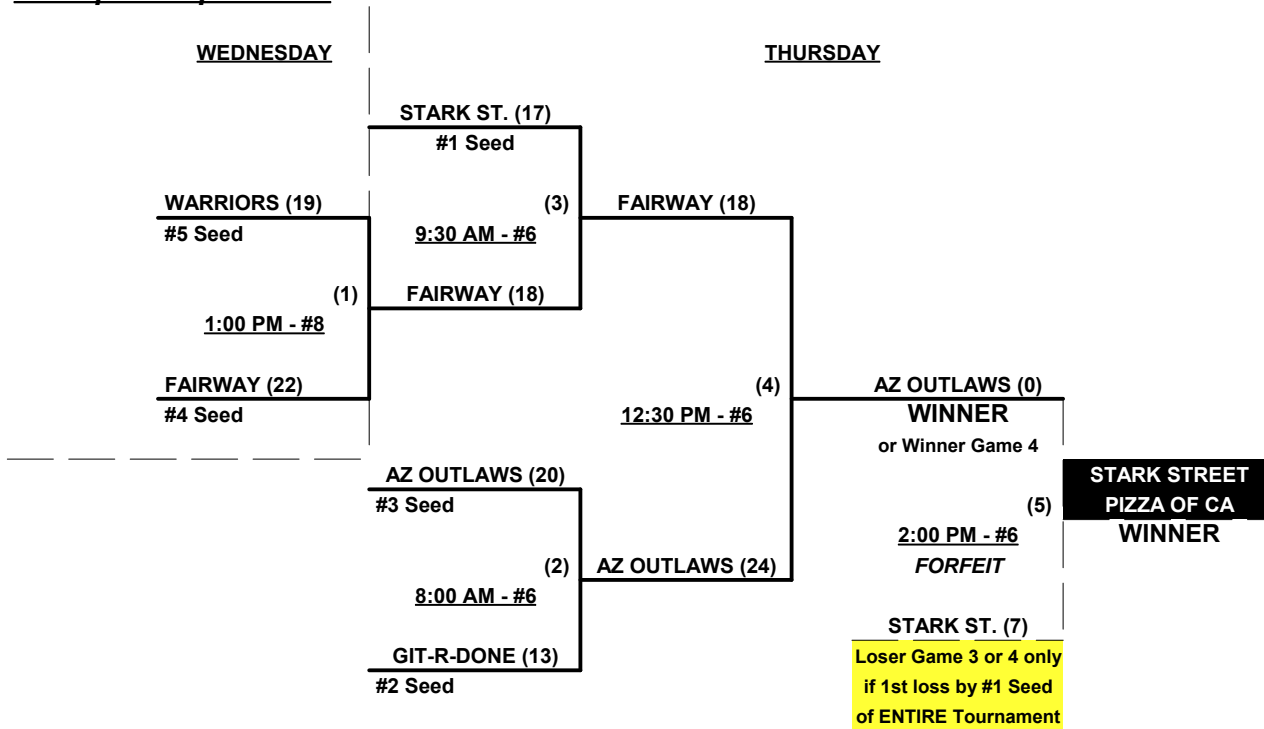 WEDNESDAY
THURSDAY
STARK ST. (17)
#1 Seed
WARRIORS (19)
(3)
FAIRWAY (18)
#5 Seed
9:30 AM - #6
(1)
FAIRWAY (18)
1:00 PM - #8
FAIRWAY (22)
(4)
AZ OUTLAWS (0)
#4 Seed
12:30 PM - #6
WINNER
or Winner Game 4
AZ OUTLAWS (20)
STARK STREET
#3 Seed
(5)
PIZZA OF CA
2:00 PM - #6
WINNER
(2)
AZ OUTLAWS (24)
FORFEIT
8:00 AM - #6
STARK ST. (7)
GIT-R-DONE (13)
Loser Game 3 or 4 only
#2 Seed
if 1st loss by #1 Seed
of ENTIRE Tournament